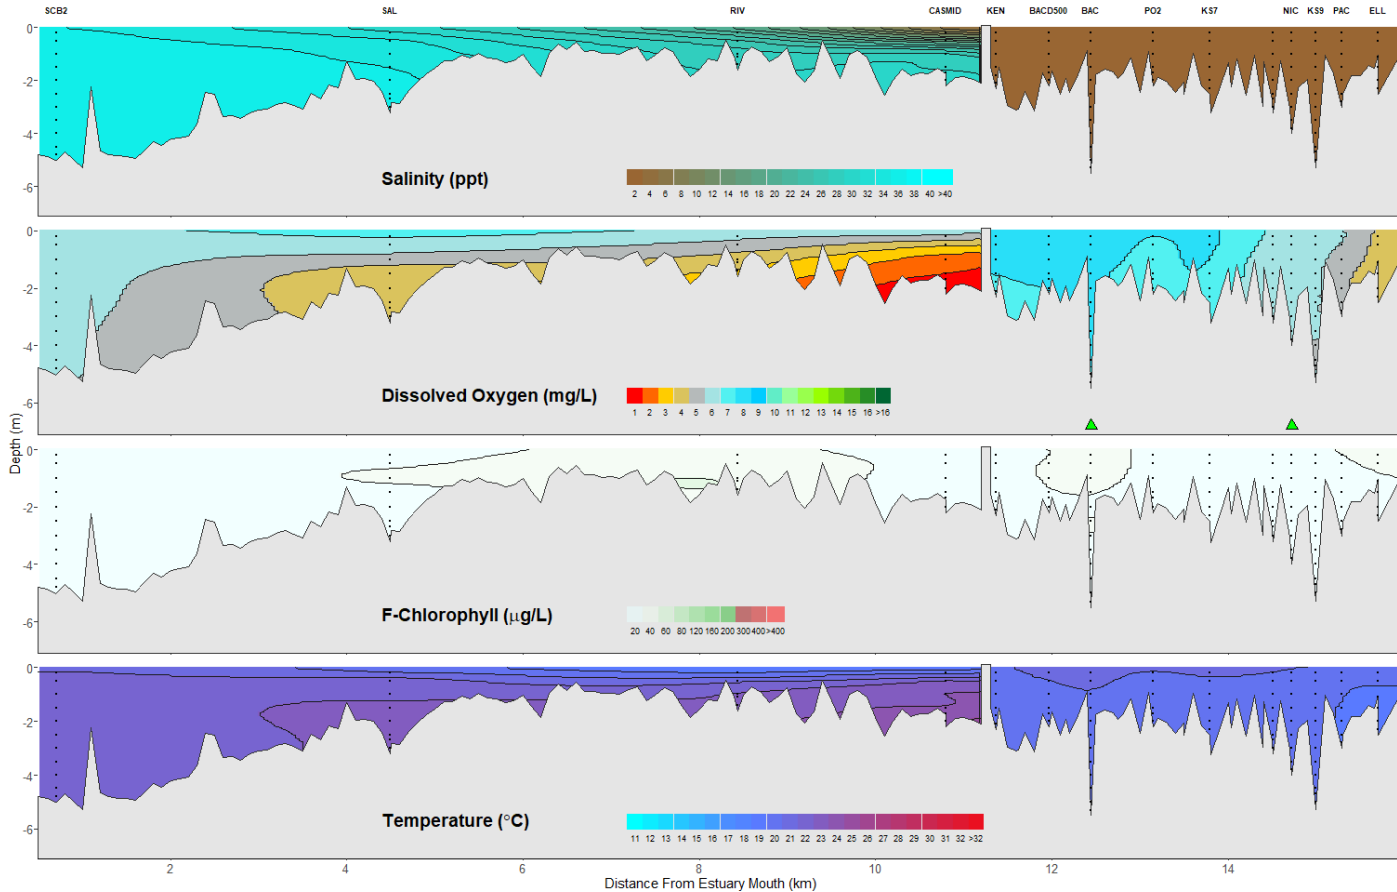 SCB2 SAL RIV CASMID KEN BACD500 BAC PO2 KS7 NIC KS9 PAC ELL
0
-2
-4
-6
Salinity (ppt)
2 4 6 8 10 12 14 16 18 20 22 24 26 28 30 32 34 36 38 40 >40
0
-2
-4
-6
Dissolved Oxygen (mg/L)
1 2 3 4 5 6 7 8 9 10 11 12 13 14 15 16 >16
Depth (m)
0
-2
-4
-6
F-Chlorophyll (μg/L)
20 40 60 80 120 160 200 300 400 >400
0
-2
-4
-6
Temperature (°C)
11 12 13 14 15 16 17 18 19 20 21 22 23 24 25 26 27 28 29 30 31 32 >32
2 4 6 8 10 12 14
Distance From Estuary Mouth (km)